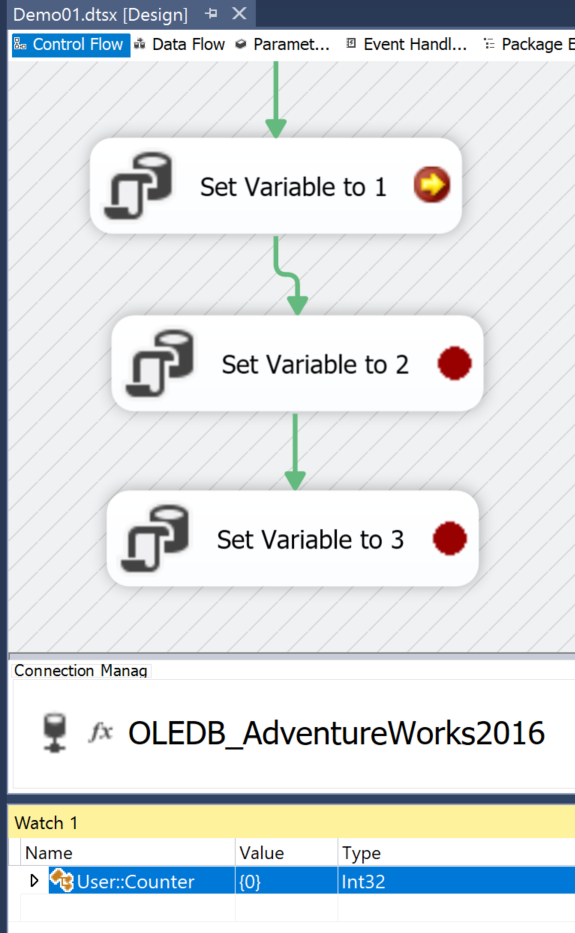 Demo01.dtsx [Design]
Control Flow Data Flow Paramet... Event Handl... Package E
Set Variable to 1
Set Variable to 2
Set Variable to 3
Connection Manag
fx OLEDB_AdventureWorks2016
Watch 1
Name Value Type
User::Counter {0} Int32